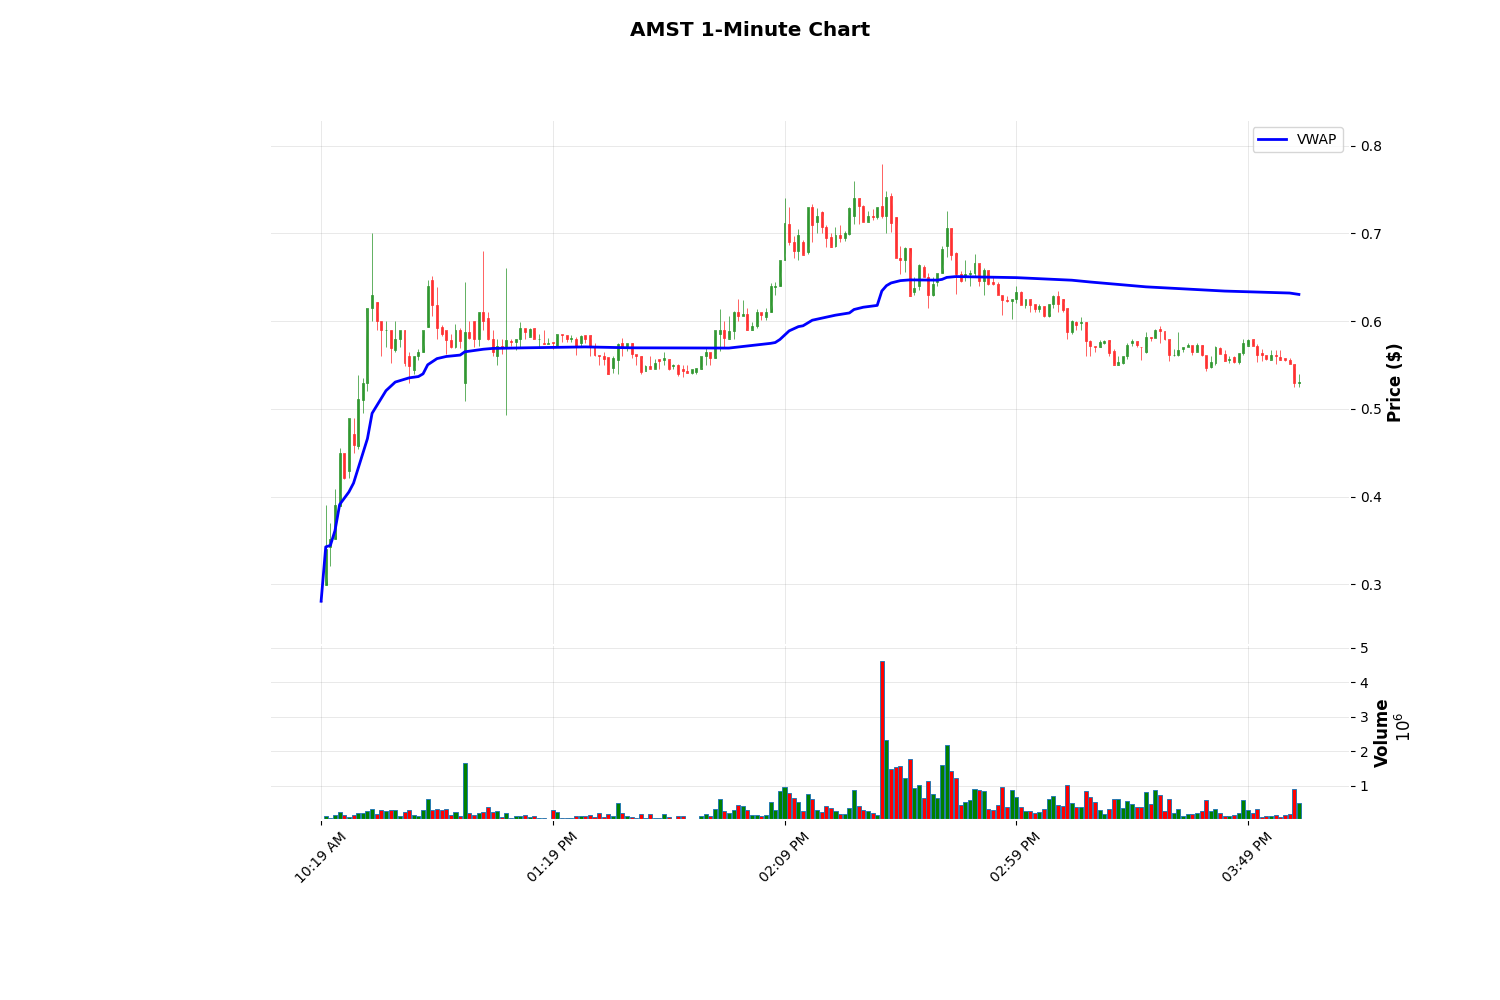 AMST 1-Minute Chart
VWAP
0.8
0.7
0.6
0.5
0.4
0.3
Price ($)
5
4
3
2
1
Volume
10^6
10:19 AM
01:19 PM
02:09 PM
02:59 PM
03:49 PM